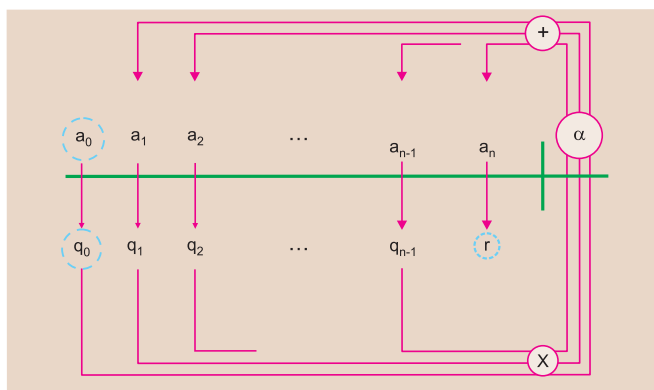 +
a0 a1 a2 ... an-1 an α
q0 q1 q2 ... qn-1 r
X